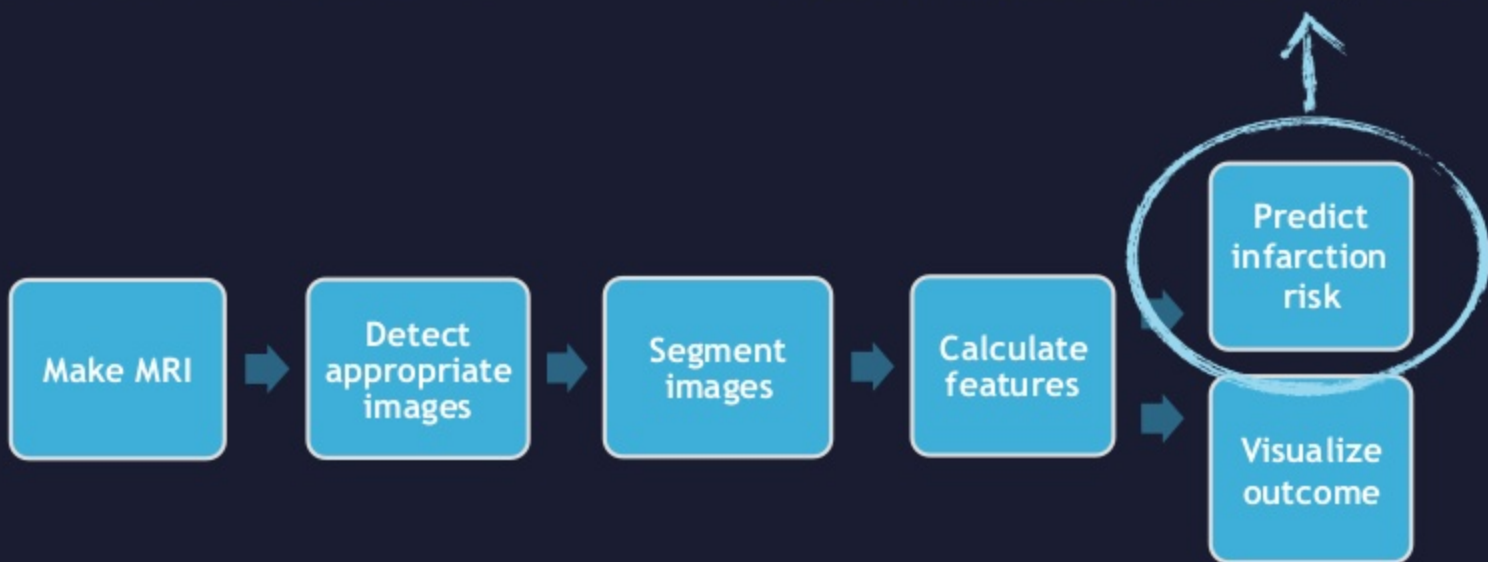 Make MRI
Detect
appropriate
images
Segment
images
Calculate
features
Predict
infarction
risk
Visualize
outcome